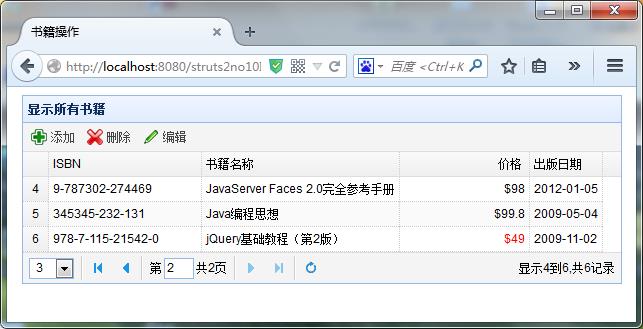 书籍操作
http://localhost:8080/struts2no10l
百度 <Ctrl+K
显示所有书籍
添加 删除 编辑
ISBN 书籍名称 价格 出版日期
4 9-787302-274469 JavaServer Faces 2.0完全参考手册 $98 2012-01-05
5 345345-232-131 Java编程思想 $99.8 2009-05-04
6 978-7-115-21542-0 jQuery基础教程（第2版） $49 2009-11-02
3 第 2 共2页 显示4到6,共6记录